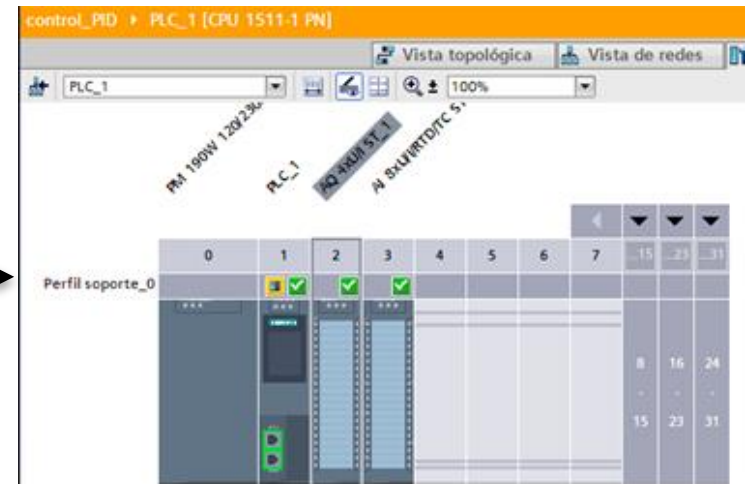 control_PID ▸ PLC_1 [CPU 1511-1 PN]
Vista topológica Vista de redes
PLC_1 100%
PM 190W 120/230
PLC_1
AQ 4xU/I ST_1
AI 8xU/I/RTD/TC
0 1 2 3 4 5 6 7 ...15 ...23 ...31
Perfil soporte_0
SIEMENS
8 16 24
- - -
15 23 31